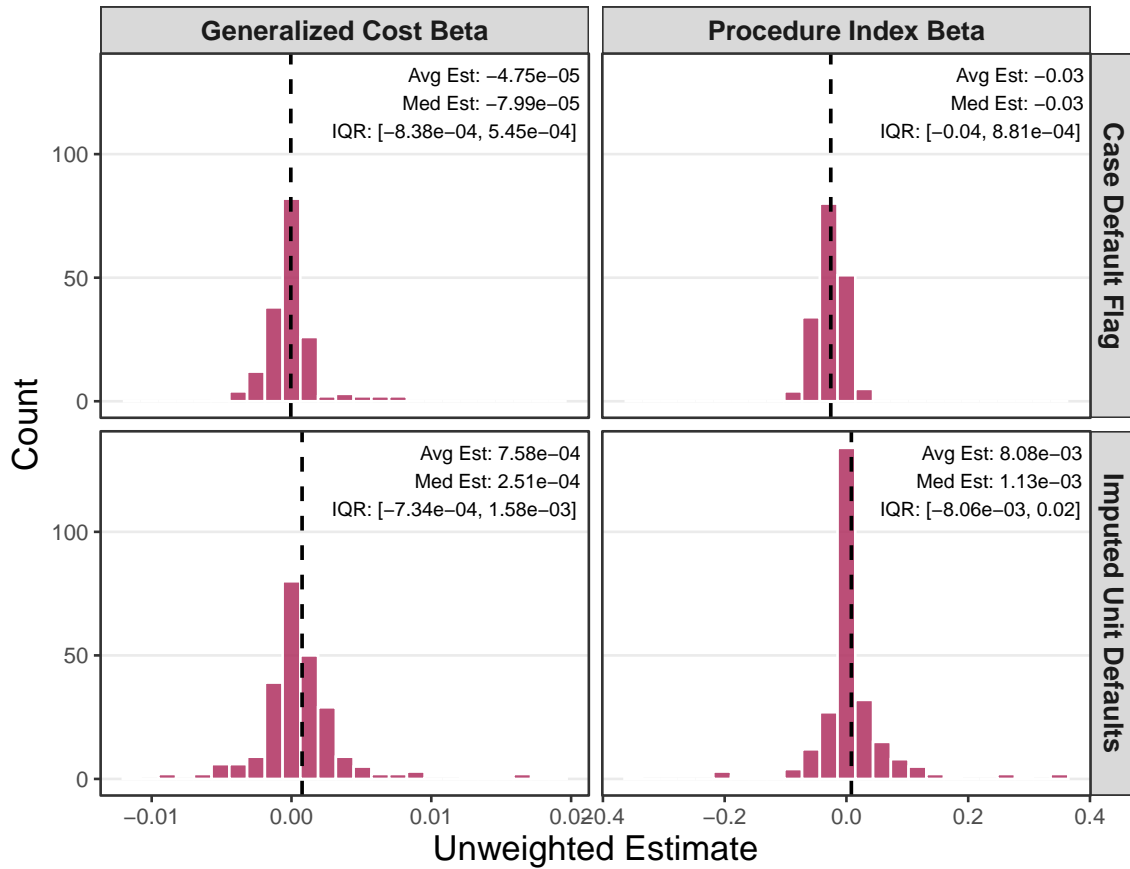 Generalized Cost Beta
Procedure Index Beta
Avg Est: −4.75e−05
Med Est: −7.99e−05
IQR: [−8.38e−04, 5.45e−04]
Avg Est: −0.03
Med Est: −0.03
IQR: [−0.04, 8.81e−04]
Case Default Flag
100
50
0
Count
Avg Est: 7.58e−04
Med Est: 2.51e−04
IQR: [−7.34e−04, 1.58e−03]
Avg Est: 8.08e−03
Med Est: 1.13e−03
IQR: [−8.06e−03, 0.02]
Imputed Unit Defaults
100
50
0
−0.01
0.00
0.01
0.02
−0.4
−0.2
0.0
0.2
0.4
Unweighted Estimate